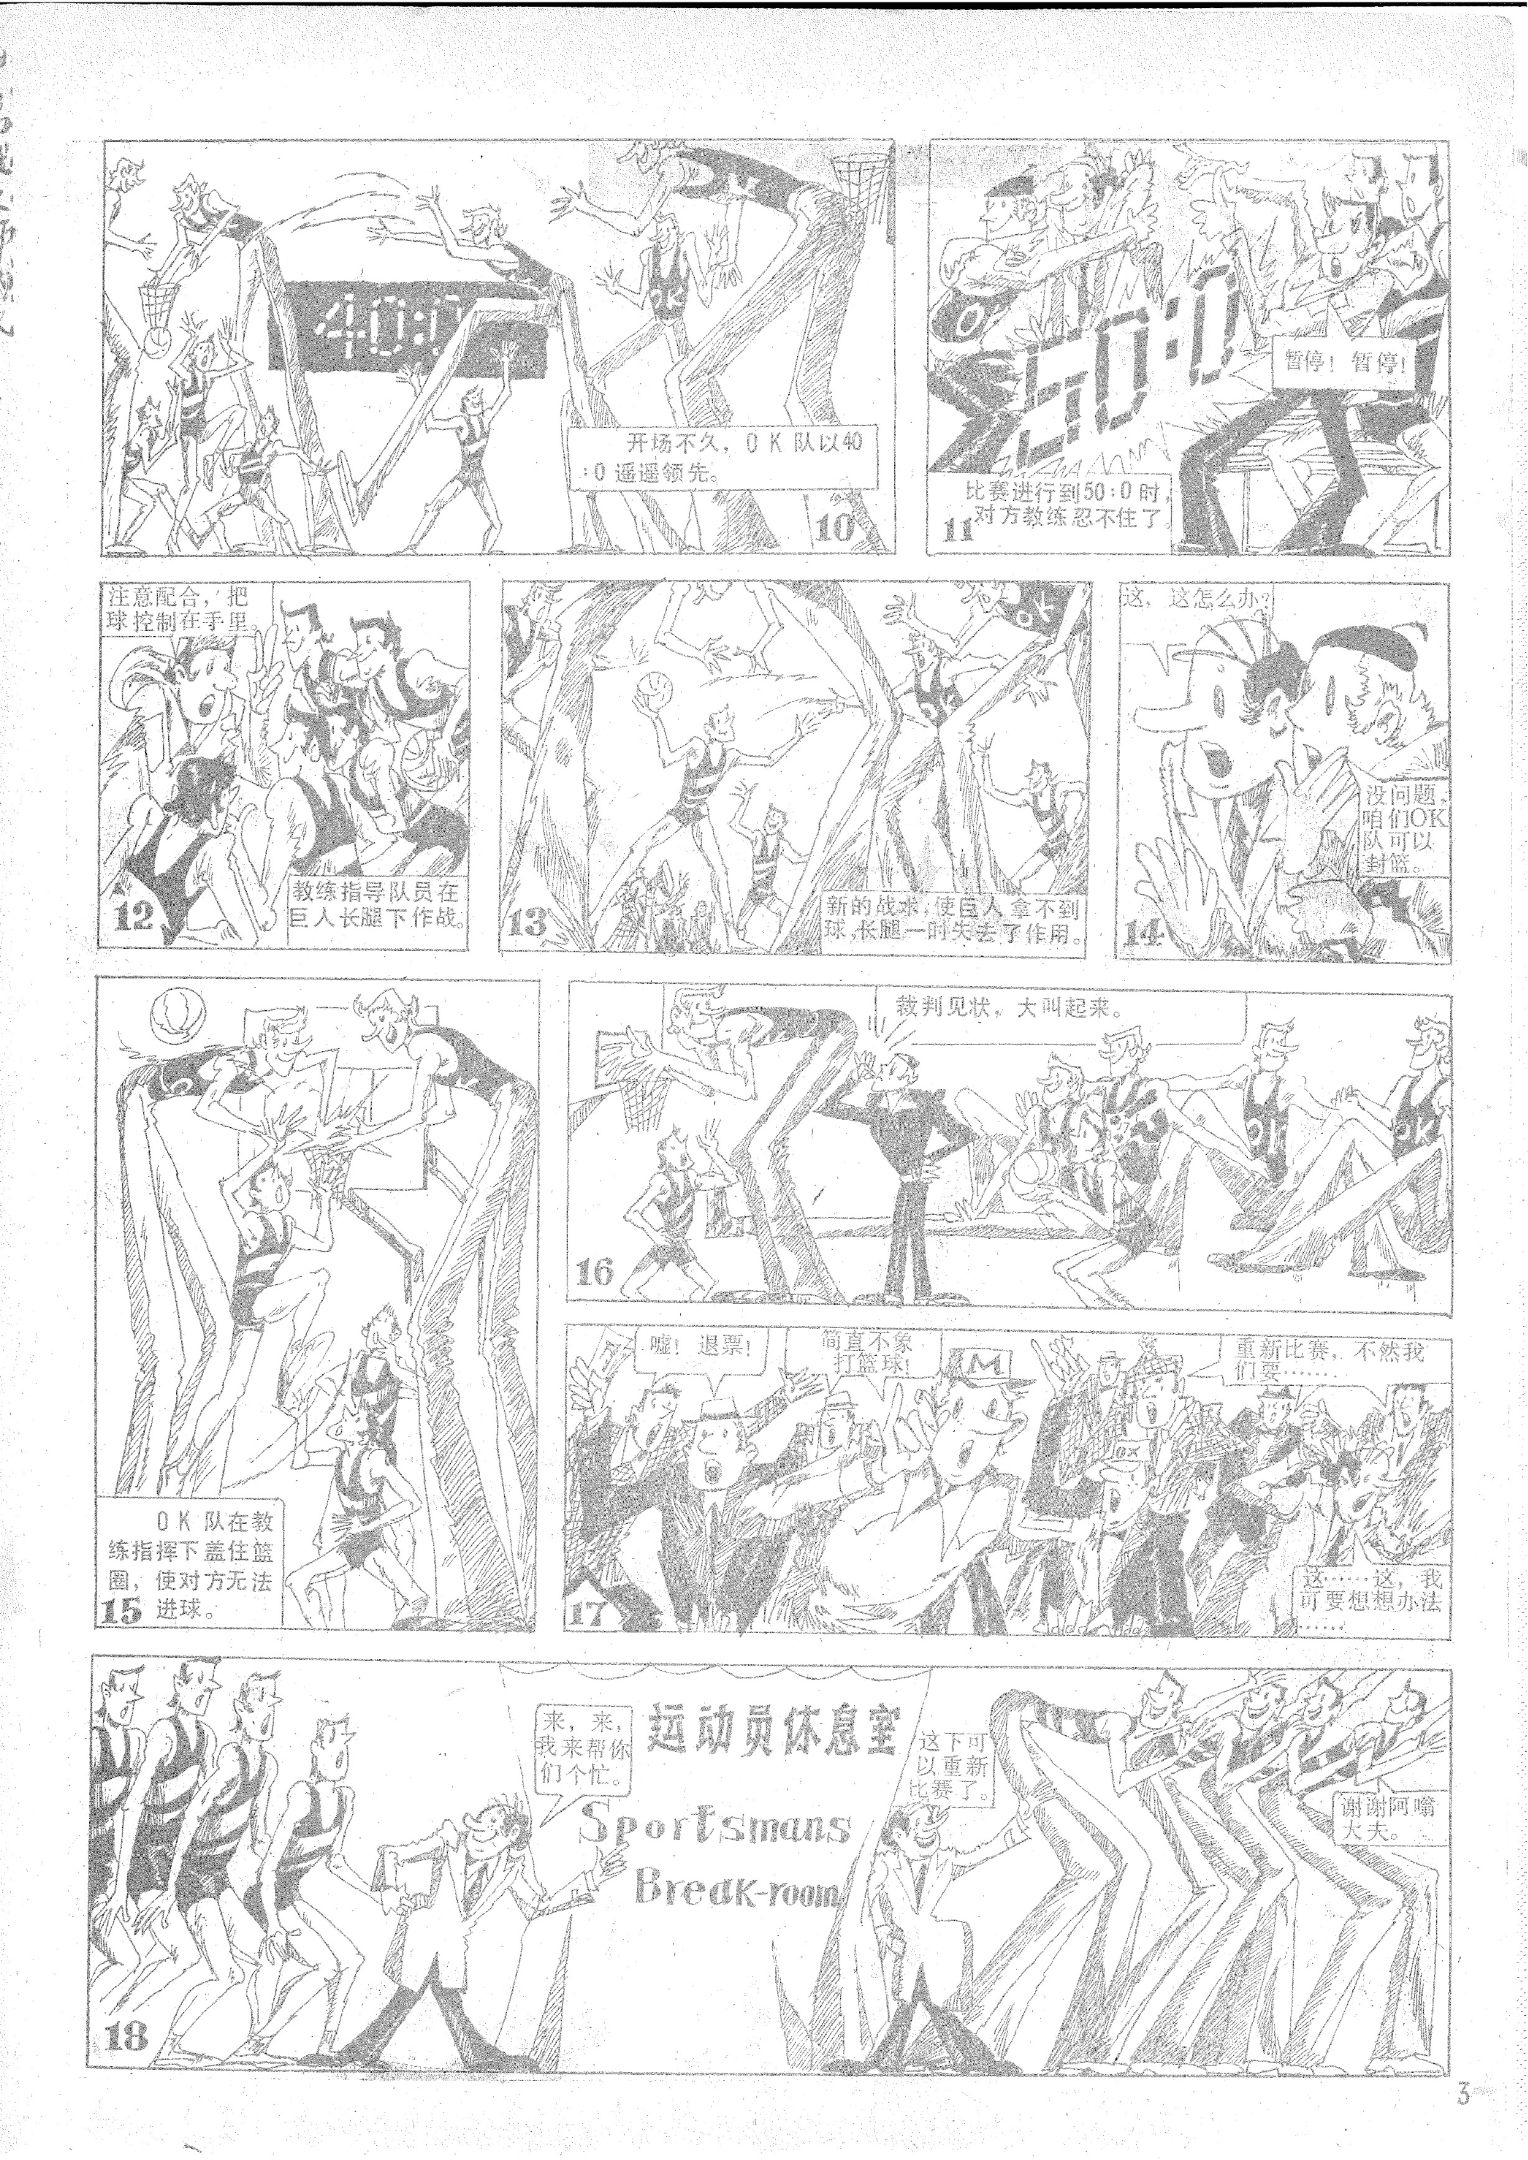 40:0
OK
开场不久，OK队以40
:0遥遥领先。
10
50:0
暂停！暂停！
比赛进行到50:0时，
对方教练忍不住了。
11
注意配合，把
球控制在手里。
教练指导队员在
巨人长腿下作战。
12
OK
OK
新的战术，使巨人拿不到
球，长腿一时失去了作用。
13
这，这怎么办？
没问题，
咱们OK
队可以
封篮。
14
OK队在教
练指挥下盖住篮
圈，使对方无法
进球。
15
裁判见状，大叫起来。
OK
OK
16
嘘！退票！
简直不象
打篮球！
M
重新比赛，不然我
们要………
OX
这……这，我
可要想想办法
……
17
来，来，
我来帮你
们个忙。
运动员休息室
Sportsmans
Break-room
这下可
以重新
比赛了。
谢谢阿嗡
大夫。
18
3